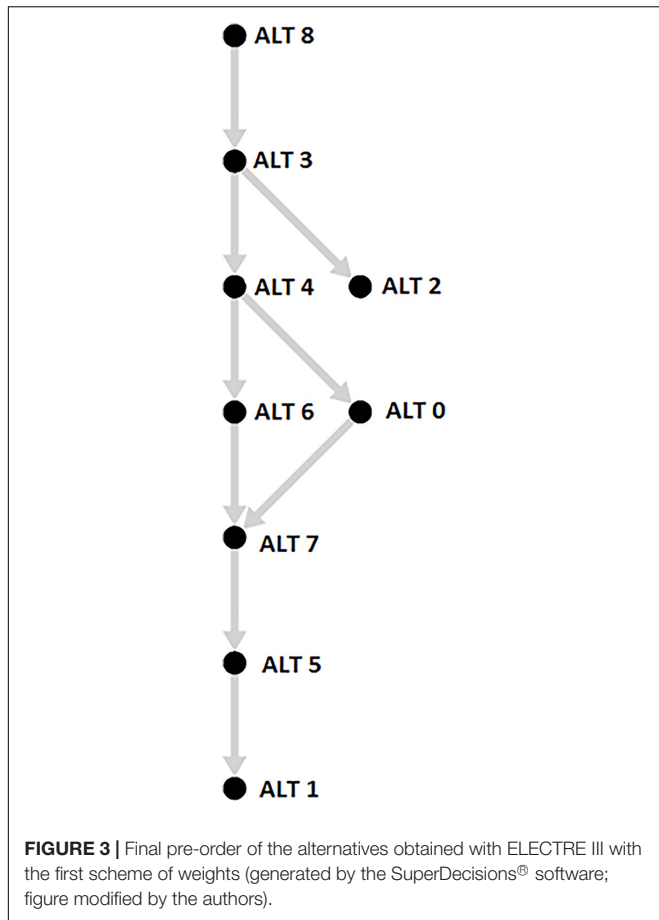 ALT 8
ALT 3
ALT 4
ALT 2
ALT 6
ALT 0
ALT 7
ALT 5
ALT 1
FIGURE 3 | Final pre-order of the alternatives obtained with ELECTRE III with
the first scheme of weights (generated by the SuperDecisions® software;
figure modified by the authors).